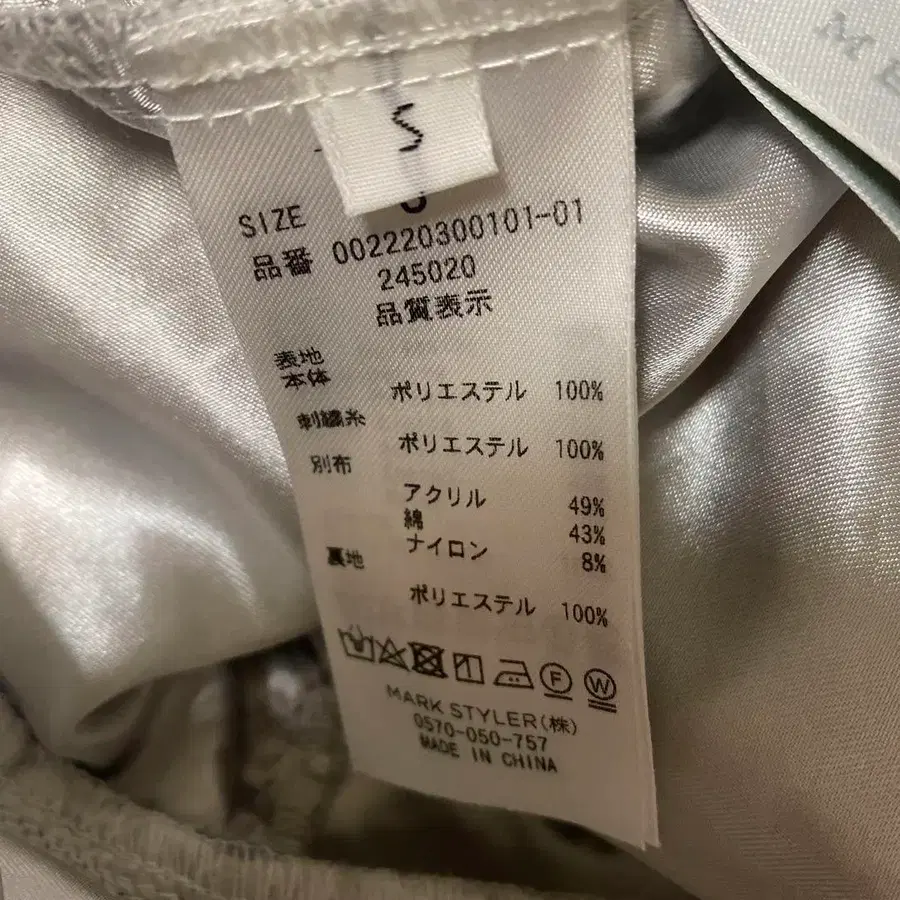 S
ME
SIZE
品番 002220300101-01
245020
品質表示
表地
本体 ポリエステル 100%
刺繍糸
ポリエステル 100%
別布
アクリル 49%
綿 43%
ナイロン 8%
裏地
ポリエステル 100%
F W
MARK STYLER(株)
0570-050-757
MADE IN CHINA